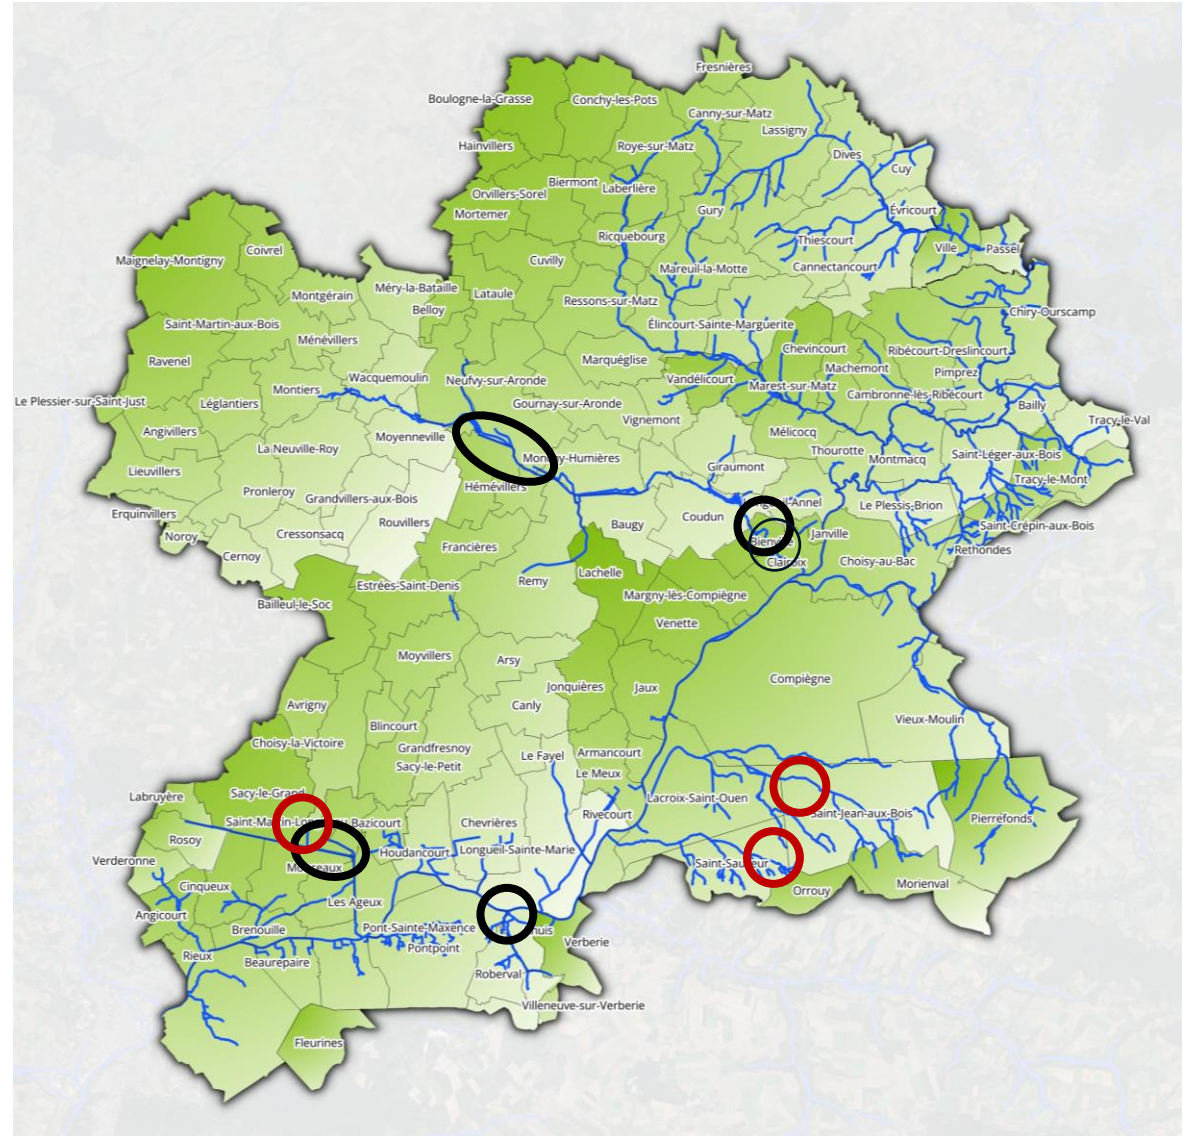 Fresnières
Boulogne-la-Grasse
Conchy-les-Pots
Canny-sur-Matz
Lassigny
Hainvillers
Roye-sur-Matz
Dives
Cuy
Biermont
Laberlière
Orvillers-Sorel
Mortemer
Gury
Évricourt
Ricquebourg
Thiescourt
Ville
Passel
Coivrel
Maignelay-Montigny
Cuvilly
Mareuil-la-Motte
Cannectancourt
Méry-la-Bataille
Montgérain
Lataule
Belloy
Ressons-sur-Matz
Chiry-Ourscamp
Saint-Martin-aux-Bois
Élincourt-Sainte-Marguerite
Ménévillers
Chevincourt
Ribécourt-Dreslincourt
Ravenel
Marquéglise
Machemont
Pimprez
Wacquemoulin
Neufvy-sur-Aronde
Vandélicourt
Marest-sur-Matz
Montiers
Cambronne-lès-Ribécourt
Le Plessier-sur-Saint-Just
Léglantiers
Gournay-sur-Aronde
Bailly
Vignemont
Tracy-le-Val
Angivillers
Moyenneville
Mélicocq
La Neuville-Roy
Thourotte
Saint-Léger-aux-Bois
Montmacq
Lieuvillers
Giraumont
Tracy-le-Mont
Hémévillers
Pronleroy
Grandvillers-aux-Bois
Le Plessis-Brion
Erquinvillers
Coudun
Rouvillers
Baugy
Saint-Crépin-aux-Bois
Noroy
Cressonsacq
Janville
Francières
Rethondes
Cernoy
Clairoix
Choisy-au-Bac
Lachelle
Remy
Estrées-Saint-Denis
Margny-lès-Compiègne
Bailleul-le-Soc
Venette
Moyvillers
Arsy
Compiègne
Jonquières
Jaux
Avrigny
Canly
Vieux-Moulin
Blincourt
Choisy-la-Victoire
Grandfresnoy
Le Fayel
Armancourt
Sacy-le-Petit
Le Meux
Labruyère
Sacy-le-Grand
Lacroix-Saint-Ouen
Rivecourt
Saint-Jean-aux-Bois
Pierrefonds
Bazicourt
Chevrières
Rosoy
Houdancourt
Longueil-Sainte-Marie
Verderonne
Saint-Sauveur
Cinqueux
Morienval
Orrouy
Les Ageux
Angicourt
Brenouille
Pont-Sainte-Maxence
Verberie
Pontpoint
Rieux
Beaurepaire
Roberval
Villeneuve-sur-Verberie
Fleurines